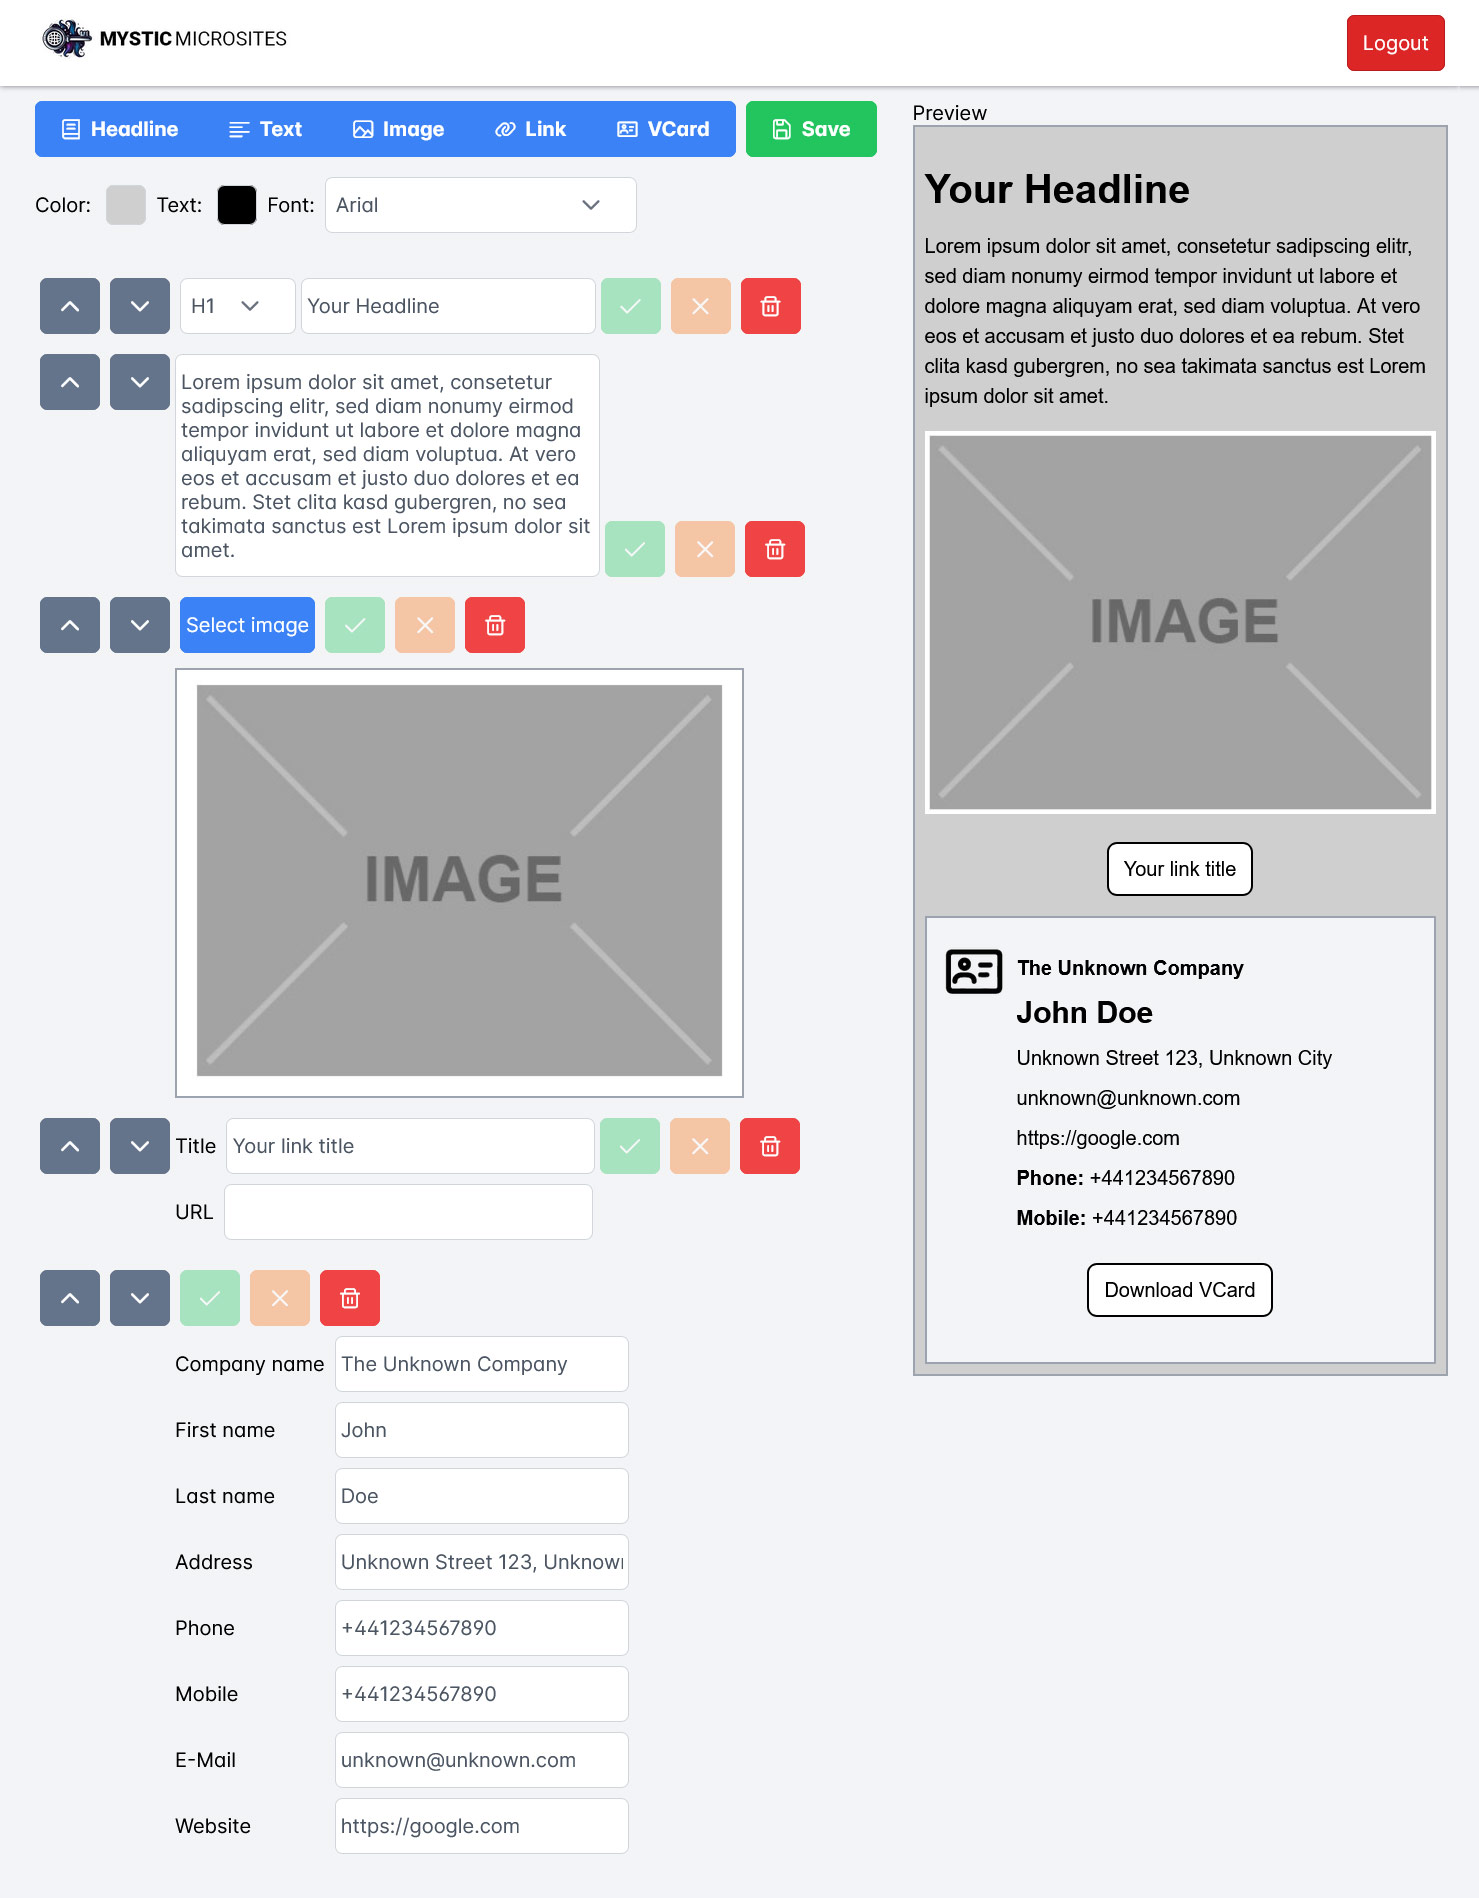 MYSTIC MICROSITES
Logout
Headline
Text
Image
Link
VCard
Save
Color:
Text:
Font:
Arial
H1
Your Headline
Lorem ipsum dolor sit amet, consetetur
sadipscing elitr, sed diam nonumy eirmod
tempor invidunt ut labore et dolore magna
aliquyam erat, sed diam voluptua. At vero
eos et accusam et justo duo dolores et ea
rebum. Stet clita kasd gubergren, no sea
takimata sanctus est Lorem ipsum dolor sit
amet.
Select image
IMAGE
Title
Your link title
URL
Company name
The Unknown Company
First name
John
Last name
Doe
Address
Unknown Street 123, Unknown
Phone
+441234567890
Mobile
+441234567890
E-Mail
unknown@unknown.com
Website
https://google.com
Preview
Your Headline
Lorem ipsum dolor sit amet, consetetur sadipscing elitr,
sed diam nonumy eirmod tempor invidunt ut labore et
dolore magna aliquyam erat, sed diam voluptua. At vero
eos et accusam et justo duo dolores et ea rebum. Stet
clita kasd gubergren, no sea takimata sanctus est Lorem
ipsum dolor sit amet.
IMAGE
Your link title
The Unknown Company
John Doe
Unknown Street 123, Unknown City
unknown@unknown.com
https://google.com
Phone: +441234567890
Mobile: +441234567890
Download VCard